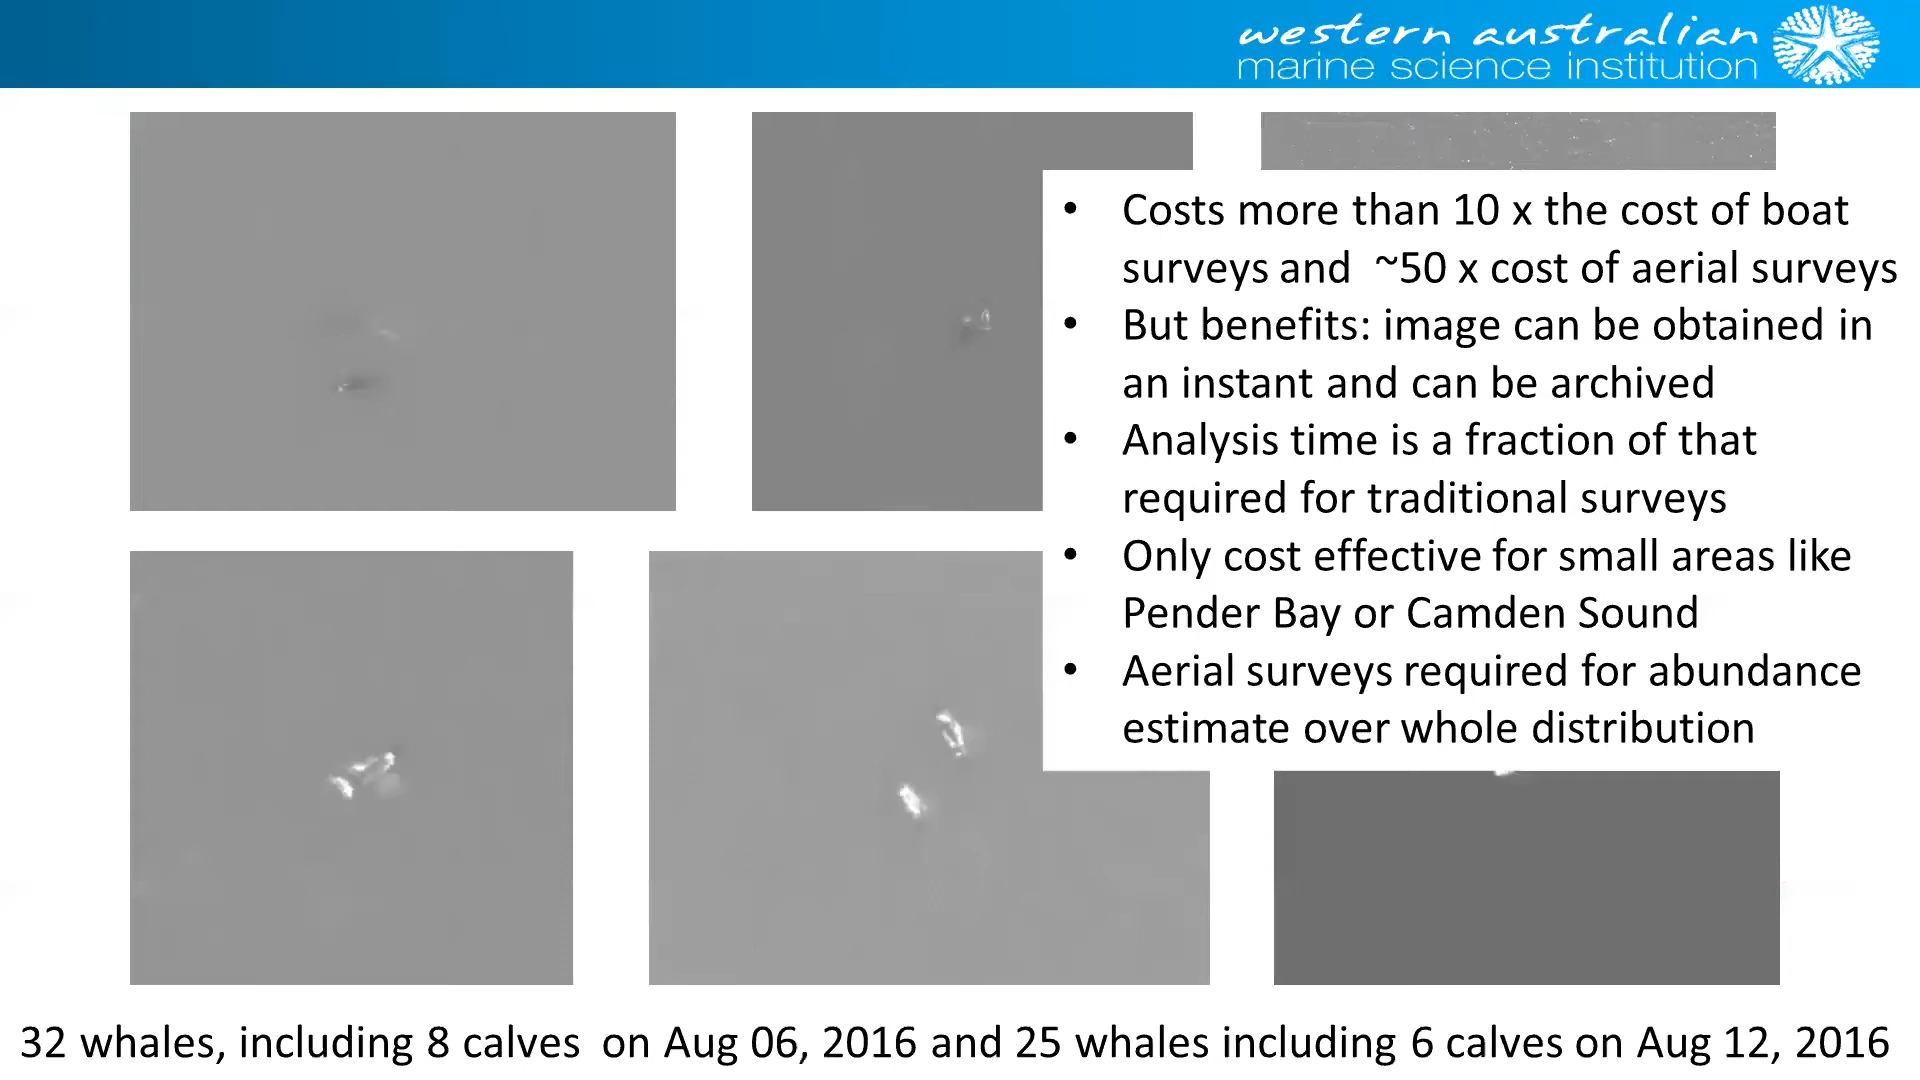 western australian
marine science institution
• Costs more than 10 x the cost of boat
surveys and ~50 x cost of aerial surveys
• But benefits: image can be obtained in
an instant and can be archived
• Analysis time is a fraction of that
required for traditional surveys
• Only cost effective for small areas like
Pender Bay or Camden Sound
• Aerial surveys required for abundance
estimate over whole distribution
32 whales, including 8 calves on Aug 06, 2016 and 25 whales including 6 calves on Aug 12, 2016